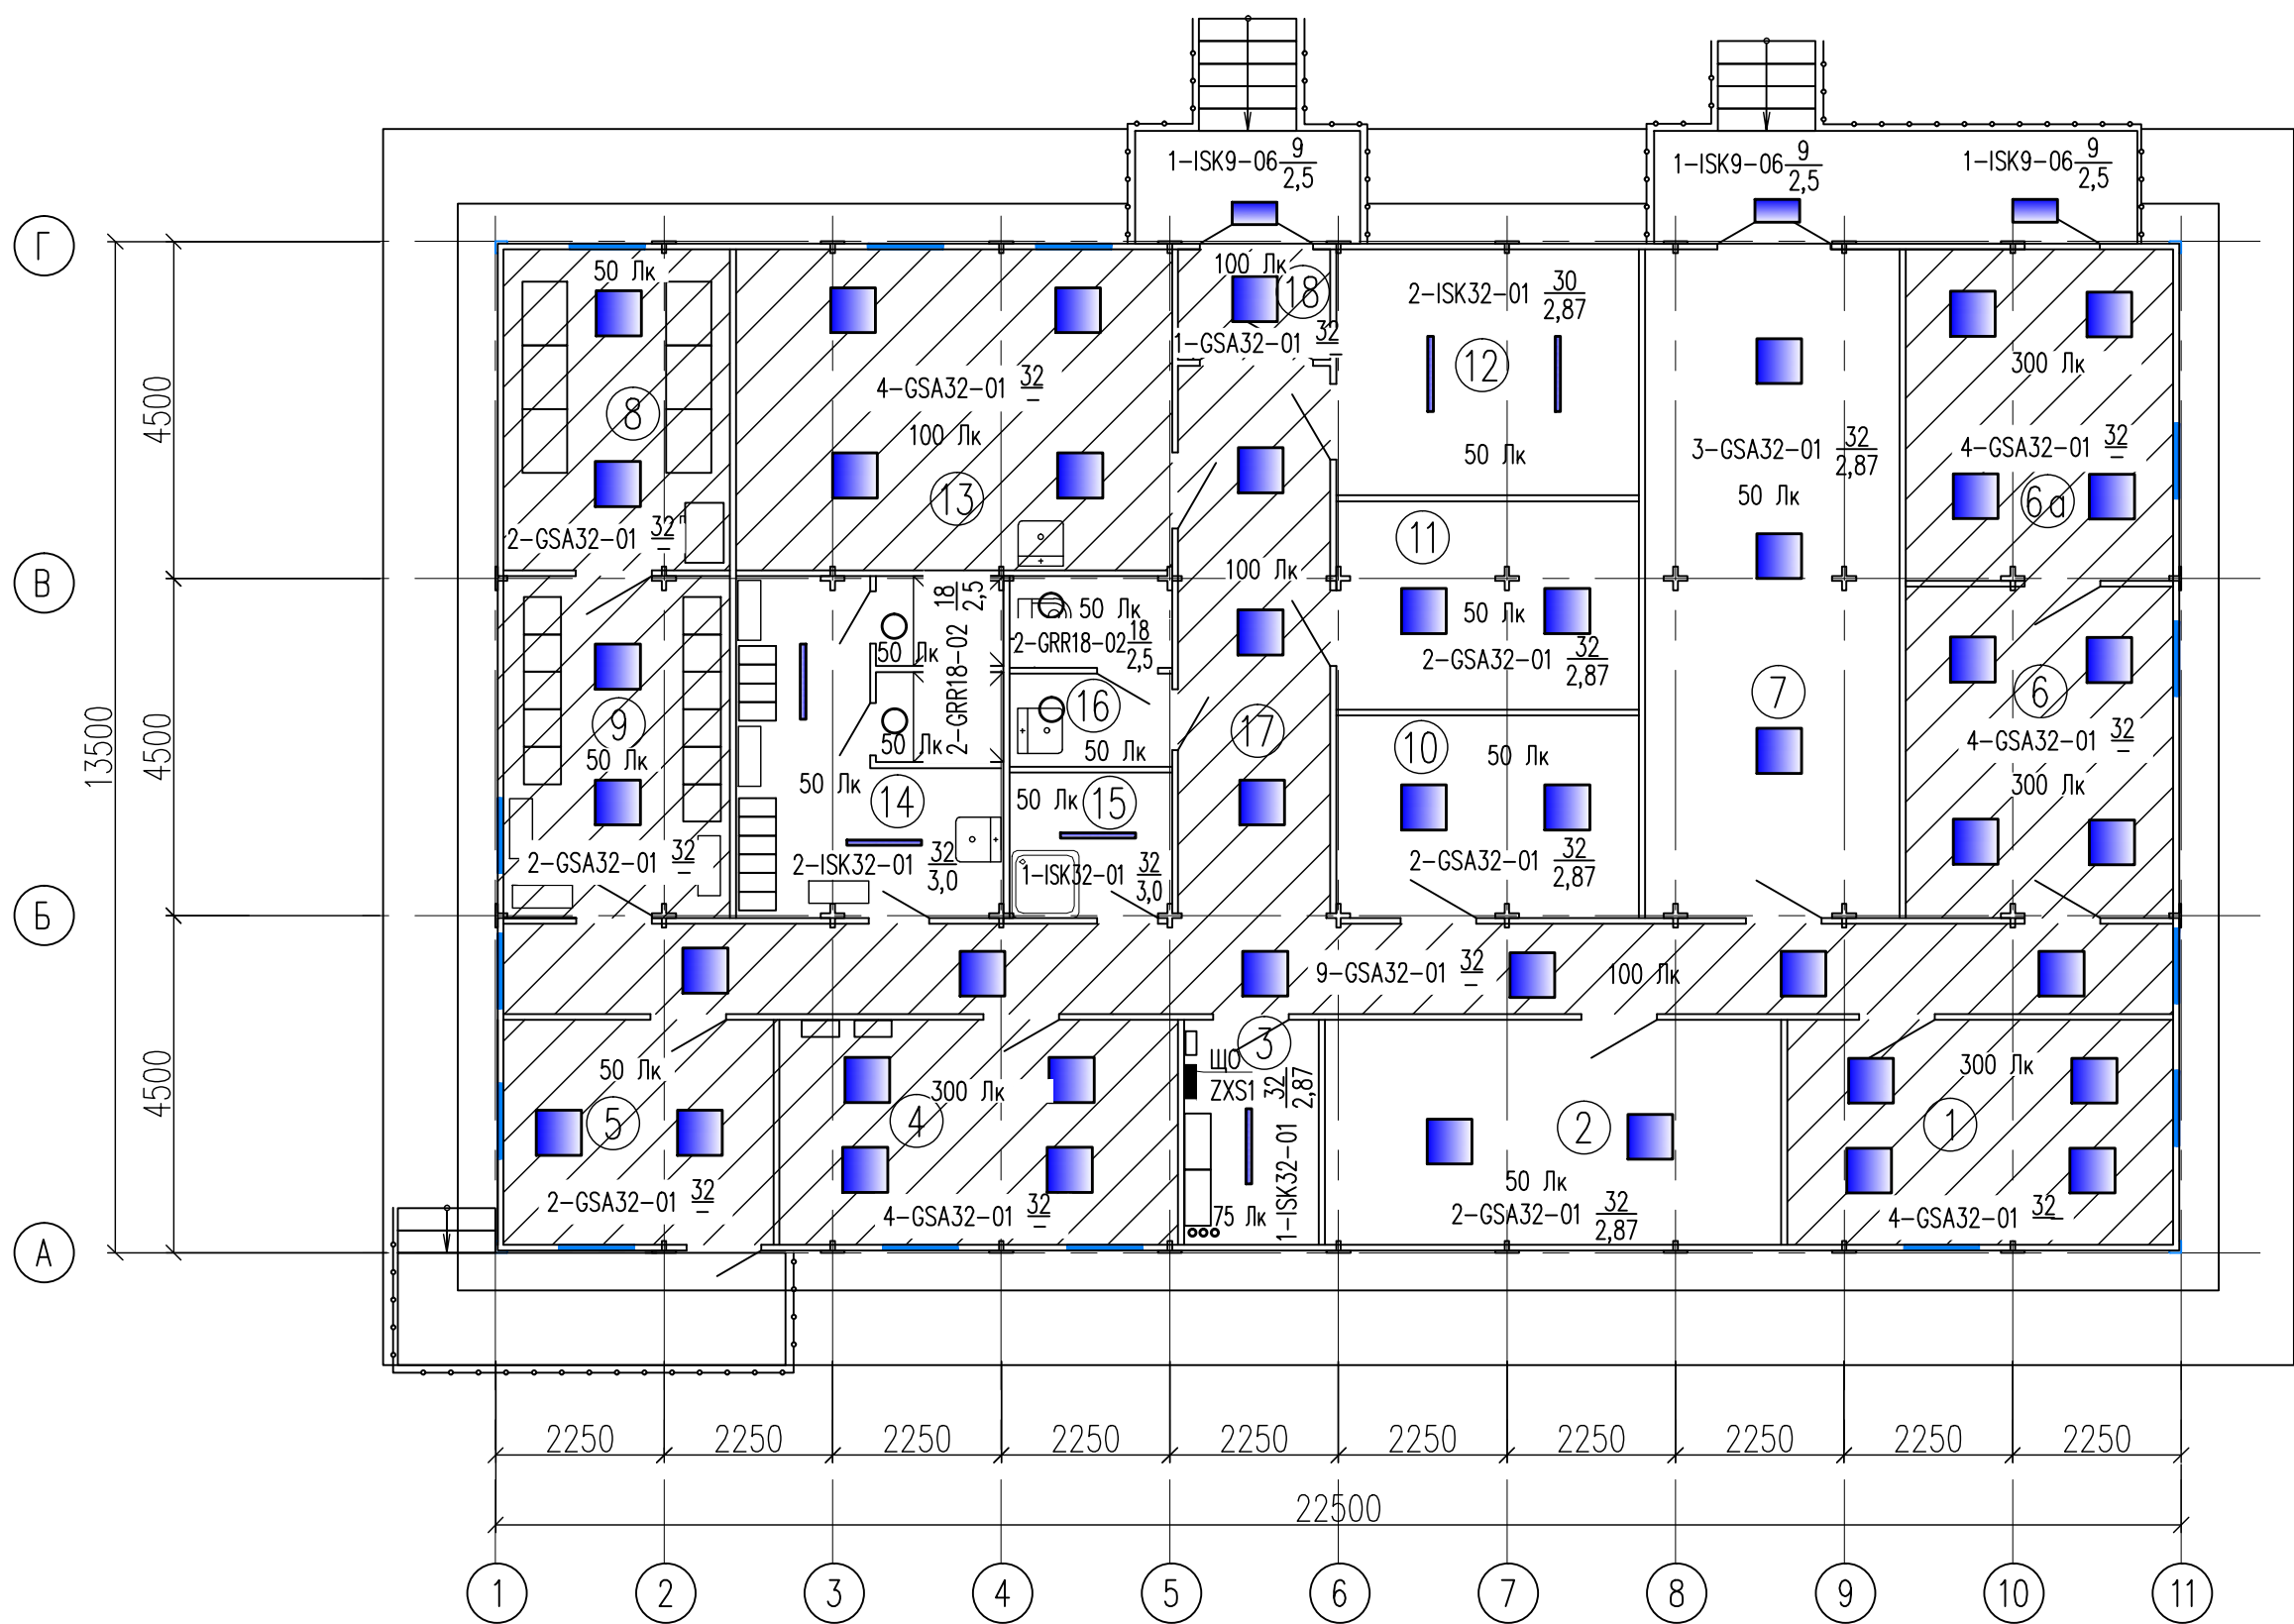 1-ISK9-06 9/2,5
1-ISK9-06 9/2,5
1-ISK9-06 9/2,5
Г
50 Лк
100 Лк
18
1-GSA32-01 32/–
2-ISK32-01 30/2,87
12
50 Лк
300 Лк
4-GSA32-01 32/–
6а
8
2-GSA32-01 32/–
4-GSA32-01 32/–
100 Лк
13
3-GSA32-01 32/2,87
50 Лк
4500
В
11
50 Лк
2-GSA32-01 32/2,87
100 Лк
50 Лк
50 Лк
2-GRR18-02 18/2,5
50 Лк
2-GRR18-02 18/2,5
16
50 Лк
17
7
6
4-GSA32-01 32/–
300 Лк
9
50 Лк
2-GSA32-01 32/–
50 Лк
14
2-ISK32-01 32/3,0
50 Лк
15
1-ISK32-01 32/3,0
10
50 Лк
2-GSA32-01 32/2,87
4500
13500
Б
9-GSA32-01 32/–
100 Лк
50 Лк
5
2-GSA32-01 32/–
300 Лк
4
4-GSA32-01 32/–
3
ЩО
ZXS1
1-ISK32-01 32/2,87
75 Лк
2
50 Лк
2-GSA32-01 32/2,87
300 Лк
1
4-GSA32-01 32/–
4500
А
2250 2250 2250 2250 2250 2250 2250 2250 2250 2250
22500
1 2 3 4 5 6 7 8 9 10 11